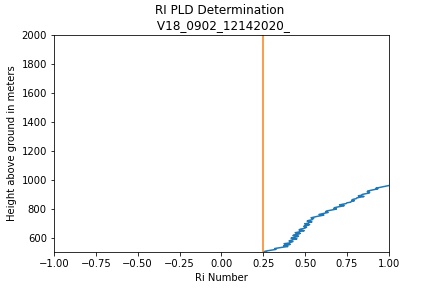 RI PLD Determination
V18_0902_12142020_
2000
1800
1600
1400
1200
1000
800
600
Height above ground in meters
−1.00 −0.75 −0.50 −0.25 0.00 0.25 0.50 0.75 1.00
Ri Number